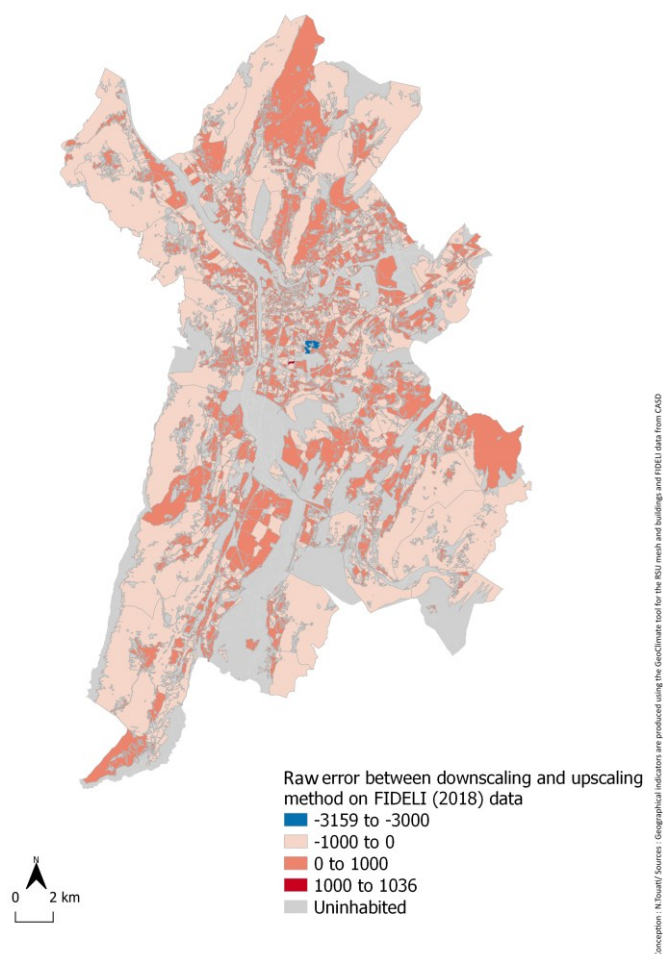 Raw error between downscaling and upscaling
method on FIDELI (2018) data
-3159 to -3000
-1000 to 0
0 to 1000
1000 to 1036
Uninhabited
N
0 2 km
Conception : N.Touati/ Sources : Geographical indicators are produced using the GeoClimate tool for the RSU mesh and buildings and FIDELI data from CASD